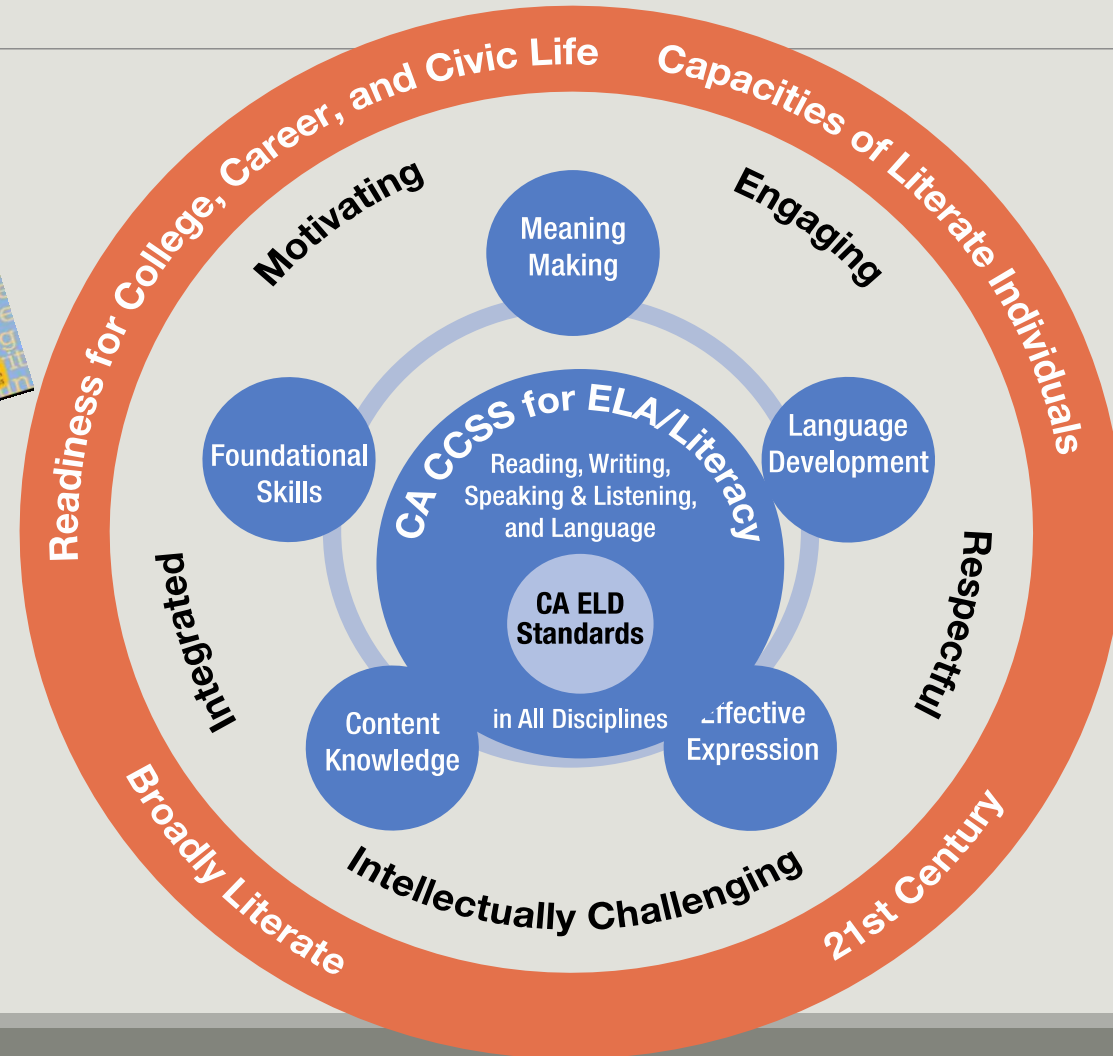 Readiness for College, Career, and Civic Life
Capacities of Literate Individuals
Motivating
Engaging
Meaning
Making
Foundational
Skills
Language
Development
CA CCSS for ELA/Literacy
Reading, Writing,
Speaking & Listening,
and Language
CA ELD
Standards
in All Disciplines
Integrated
Respectful
Content
Knowledge
Effective
Expression
Intellectually Challenging
Broadly Literate
21st Century